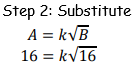 Step 2: Substitute
A = k√B
16 = k√16